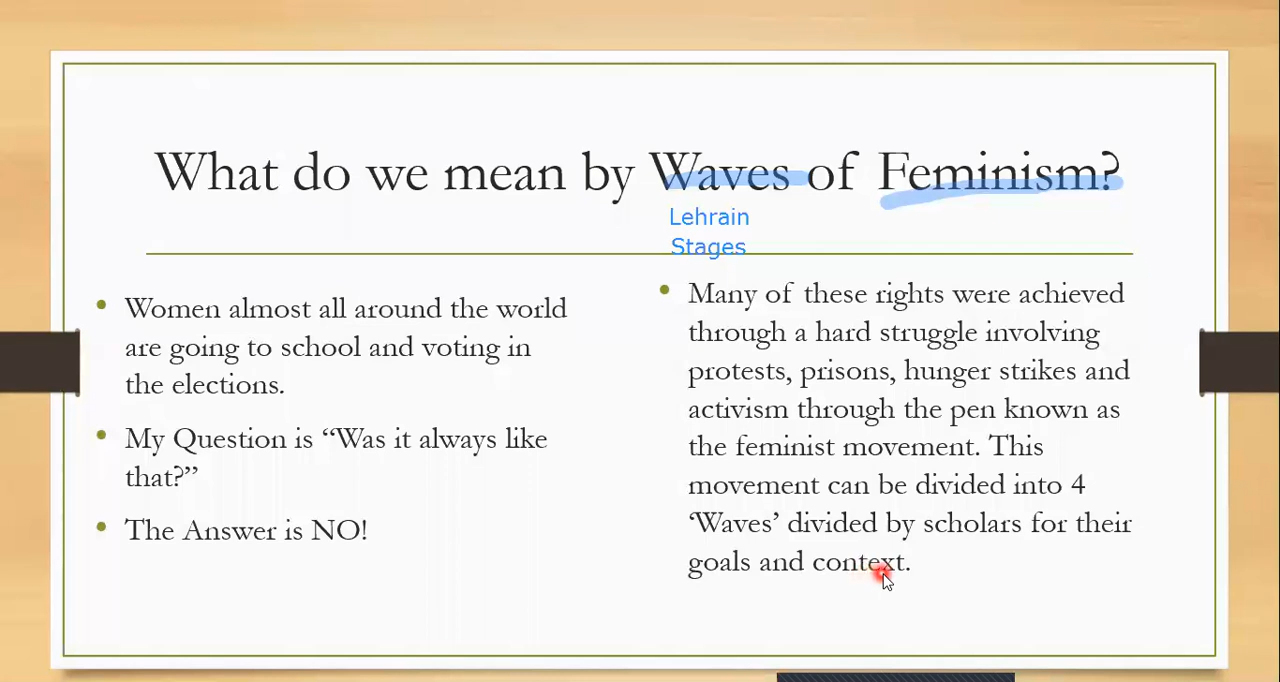 What do we mean by Waves of Feminism?
Lehrain
Stages
Women almost all around the world
are going to school and voting in
the elections.
My Question is “Was it always like
that?”
The Answer is NO!
Many of these rights were achieved
through a hard struggle involving
protests, prisons, hunger strikes and
activism through the pen known as
the feminist movement. This
movement can be divided into 4
‘Waves’ divided by scholars for their
goals and context.